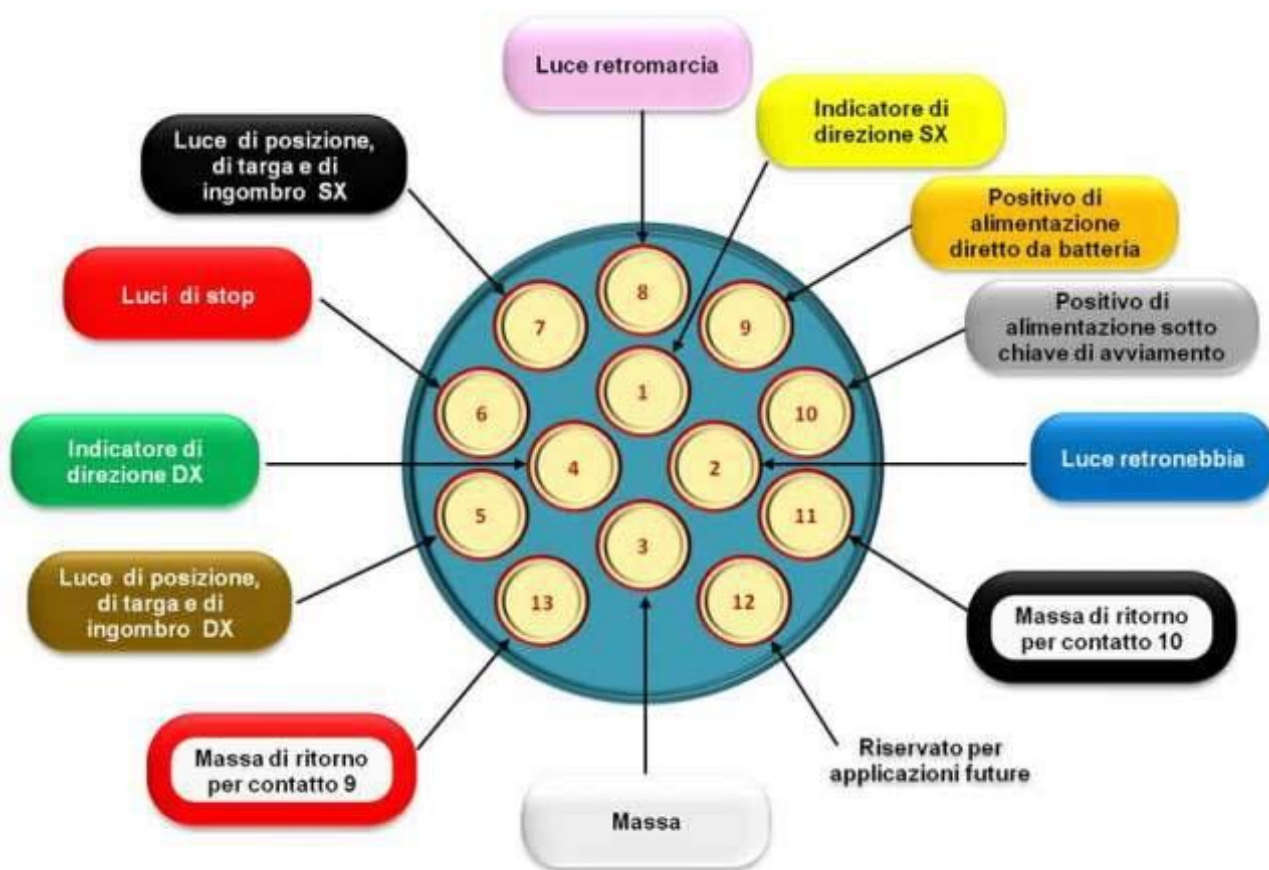 Luce retromarcia
Indicatore di
direzione SX
Luce di posizione,
di targa e di
ingombro SX
Positivo di
alimentazione
diretto da batteria
Luci di stop
Positivo di
alimentazione sotto
chiave di avviamento
8
7
9
1
6
10
Indicatore di
direzione DX
4
2
Luce retronebbia
5
11
3
Luce di posizione,
di targa e di
ingombro DX
13
12
Massa di ritorno
per contatto 10
Massa di ritorno
per contatto 9
Riservato per
applicazioni future
Massa